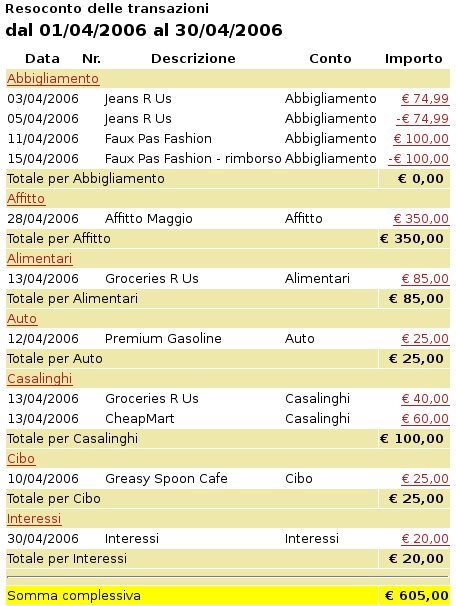 Resoconto delle transazioni
dal 01/04/2006 al 30/04/2006
Data Nr. Descrizione Conto Importo
Abbigliamento
03/04/2006 Jeans R Us Abbigliamento € 74,99
05/04/2006 Jeans R Us Abbigliamento -€ 74,99
11/04/2006 Faux Pas Fashion Abbigliamento € 100,00
15/04/2006 Faux Pas Fashion - rimborso Abbigliamento -€ 100,00
Totale per Abbigliamento € 0,00
Affitto
28/04/2006 Affitto Maggio Affitto € 350,00
Totale per Affitto € 350,00
Alimentari
13/04/2006 Groceries R Us Alimentari € 85,00
Totale per Alimentari € 85,00
Auto
12/04/2006 Premium Gasoline Auto € 25,00
Totale per Auto € 25,00
Casalinghi
13/04/2006 Groceries R Us Casalinghi € 40,00
13/04/2006 CheapMart Casalinghi € 60,00
Totale per Casalinghi € 100,00
Cibo
10/04/2006 Greasy Spoon Cafe Cibo € 25,00
Totale per Cibo € 25,00
Interessi
30/04/2006 Interessi Interessi € 20,00
Totale per Interessi € 20,00
Somma complessiva € 605,00